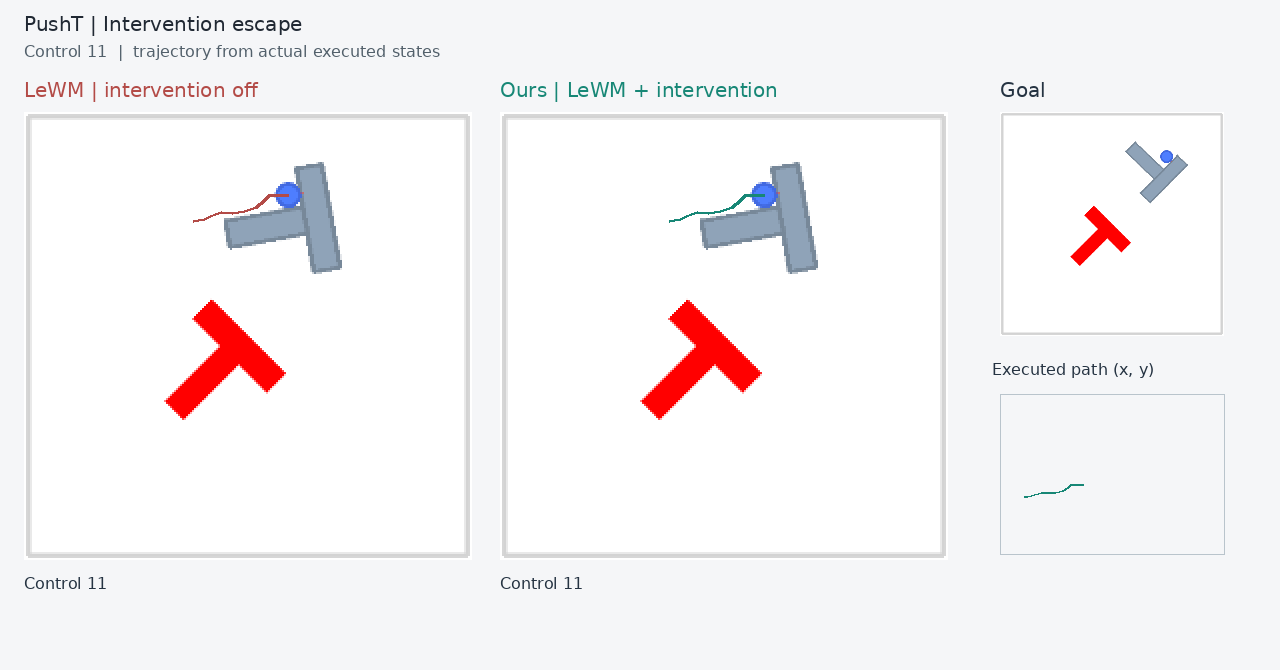 PushT | Intervention escape
Control 11  |  trajectory from actual executed states
LeWM | intervention off
Ours | LeWM + intervention
Goal
Executed path (x, y)
Control 11
Control 11